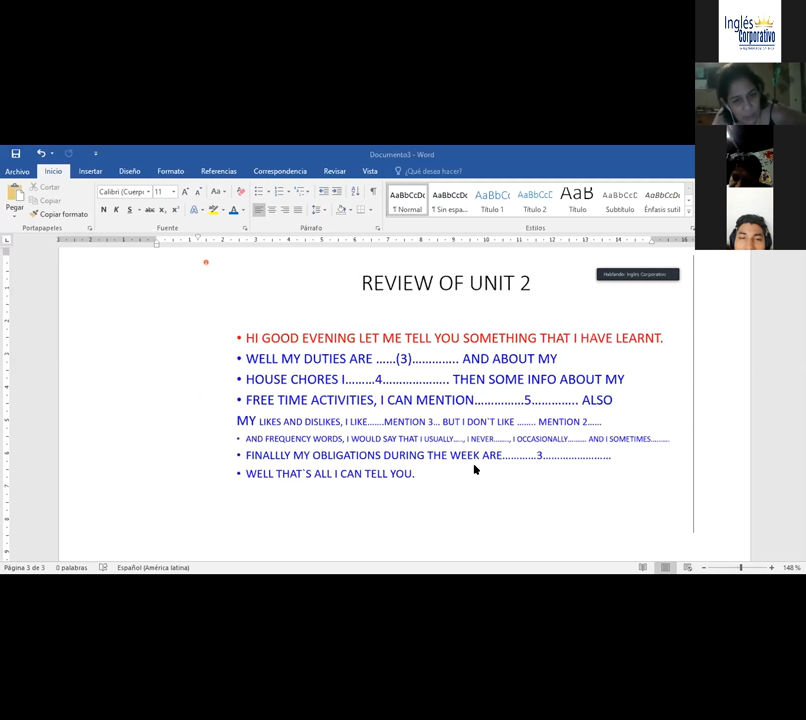 Inglés
Corporativo
Documento3 - Word
Archivo Inicio Insertar Diseño Formato Referencias Correspondencia Revisar Vista ¿Qué desea hacer?
Cortar
Copiar
Copiar formato
Pegar
Calibri (Cuerp 11
N K S abc x₂ x²
AaBbCcDc AaBbCcDc AaBbCc AaBbCcC AaB AaBbCcC AaBbCcDc
¶ Normal ¶ Sin espa... Título 1 Título 2 Título Subtítulo Énfasis sutil
Portapapeles Fuente Párrafo Estilos
REVIEW OF UNIT 2
Hablando: Inglés Corporativo
• HI GOOD EVENING LET ME TELL YOU SOMETHING THAT I HAVE LEARNT.
• WELL MY DUTIES ARE ......(3)............... AND ABOUT MY
• HOUSE CHORES I.........4.................... THEN SOME INFO ABOUT MY
• FREE TIME ACTIVITIES, I CAN MENTION...............5.............. ALSO
MY LIKES AND DISLIKES, I LIKE.......MENTION 3... BUT I DON`T LIKE ........ MENTION 2......
• AND FREQUENCY WORDS, I WOULD SAY THAT I USUALLY....., I NEVER........, I OCCASIONALLY......... AND I SOMETIMES.........
• FINALLLY MY OBLIGATIONS DURING THE WEEK ARE............3........................
• WELL THAT`S ALL I CAN TELL YOU.
Página 3 de 3 0 palabras Español (América latina) 148 %